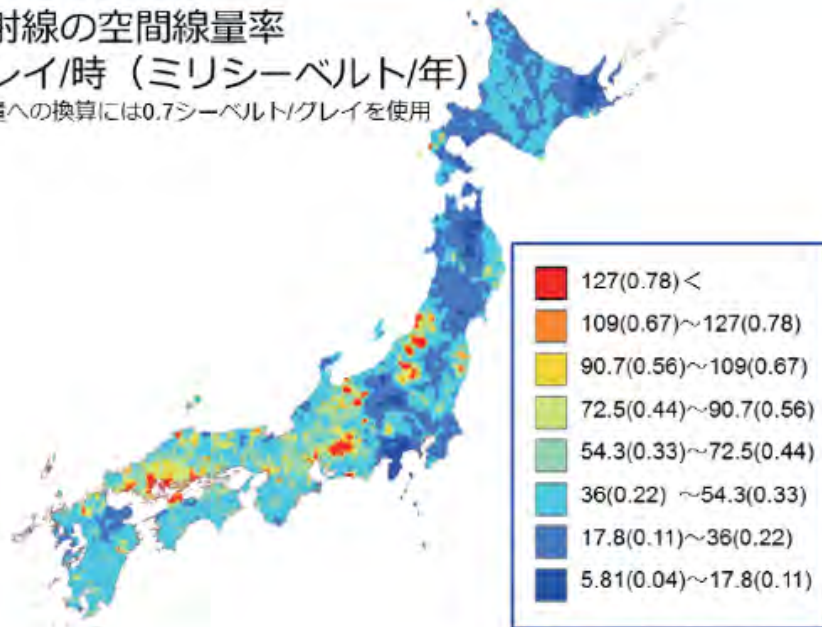 射線の空間線量率
レイ/時（ミリシーベルト/年）
量への換算には0.7シーベルト/グレイを使用
127(0.78)＜
109(0.67)～127(0.78)
90.7(0.56)～109(0.67)
72.5(0.44)～90.7(0.56)
54.3(0.33)～72.5(0.44)
36(0.22) ～54.3(0.33)
17.8(0.11)～36(0.22)
5.81(0.04)～17.8(0.11)